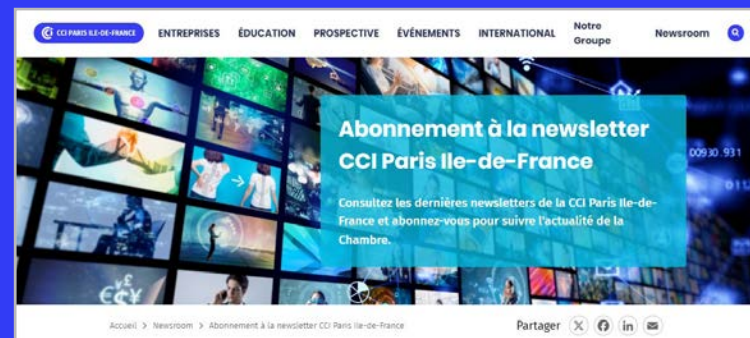 CCI PARIS ILE-DE-FRANCE
ENTREPRISES ÉDUCATION PROSPECTIVE ÉVÉNEMENTS INTERNATIONAL Notre Groupe Newsroom
Abonnement à la newsletter
CCI Paris Ile-de-France
Consultez les dernières newsletters de la CCI Paris Ile-de-
France et abonnez-vous pour suivre l'actualité de la
Chambre.
00930.931
Accueil > Newsroom > Abonnement à la newsletter CCI Paris Ile-de-France
Partager